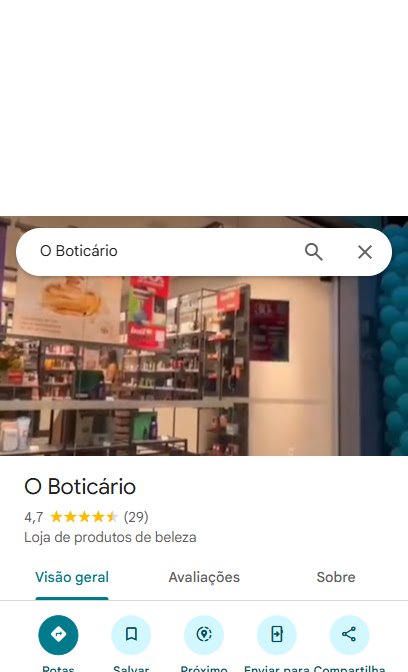 O Boticário
30%
O Boticário
4,7 (29)
Loja de produtos de beleza
Visão geral Avaliações Sobre
Rotas Salvar Próximo Enviar para Compartilha